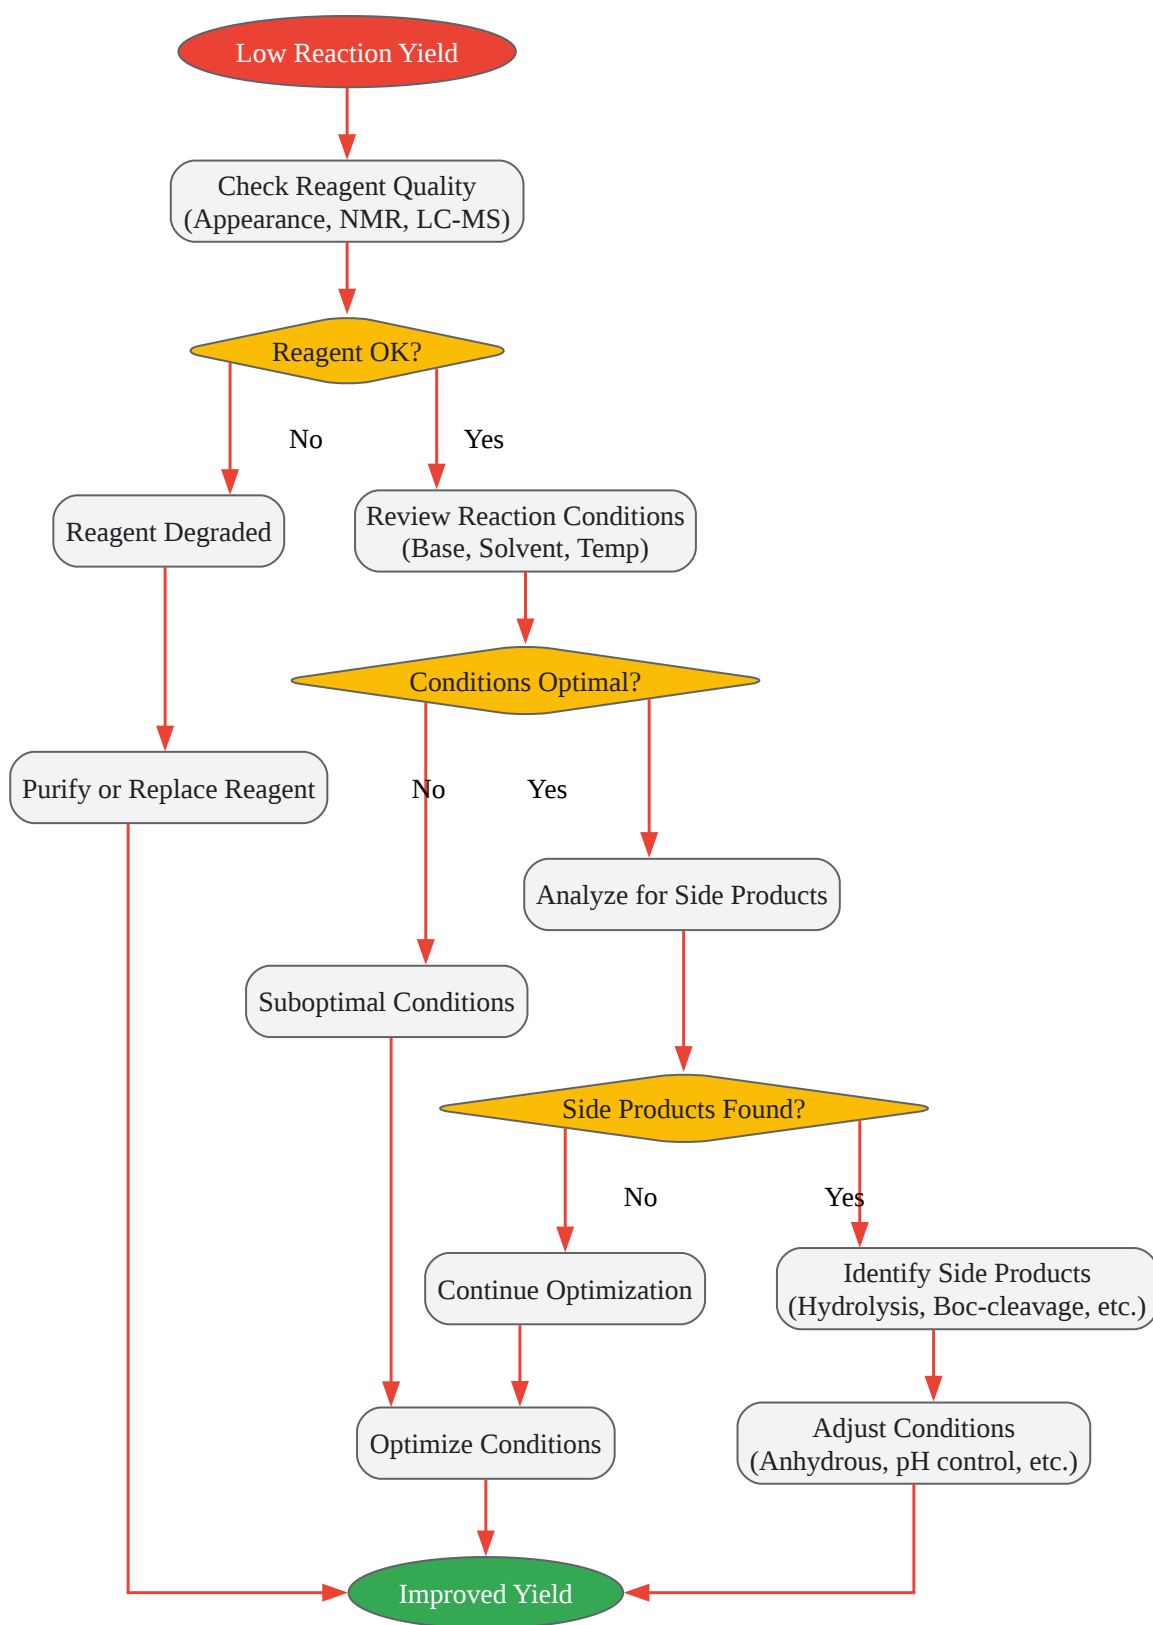 Low Reaction Yield
Check Reagent Quality
(Appearance, NMR, LC-MS)
Reagent OK?
No
Yes
Reagent Degraded
Review Reaction Conditions
(Base, Solvent, Temp)
Conditions Optimal?
Purify or Replace Reagent
No
Yes
Analyze for Side Products
Suboptimal Conditions
Side Products Found?
No
Yes
Continue Optimization
Identify Side Products
(Hydrolysis, Boc-cleavage, etc.)
Optimize Conditions
Adjust Conditions
(Anhydrous, pH control, etc.)
Improved Yield